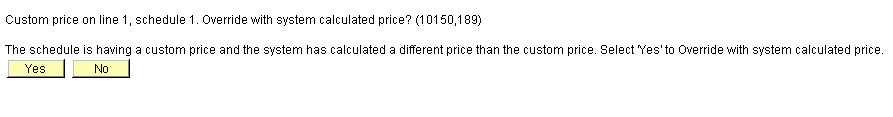 Custom price on line 1, schedule 1. Override with system calculated price? (10150,189)
The schedule is having a custom price and the system has calculated a different price than the custom price. Select 'Yes' to Override with system calculated price.
Yes No